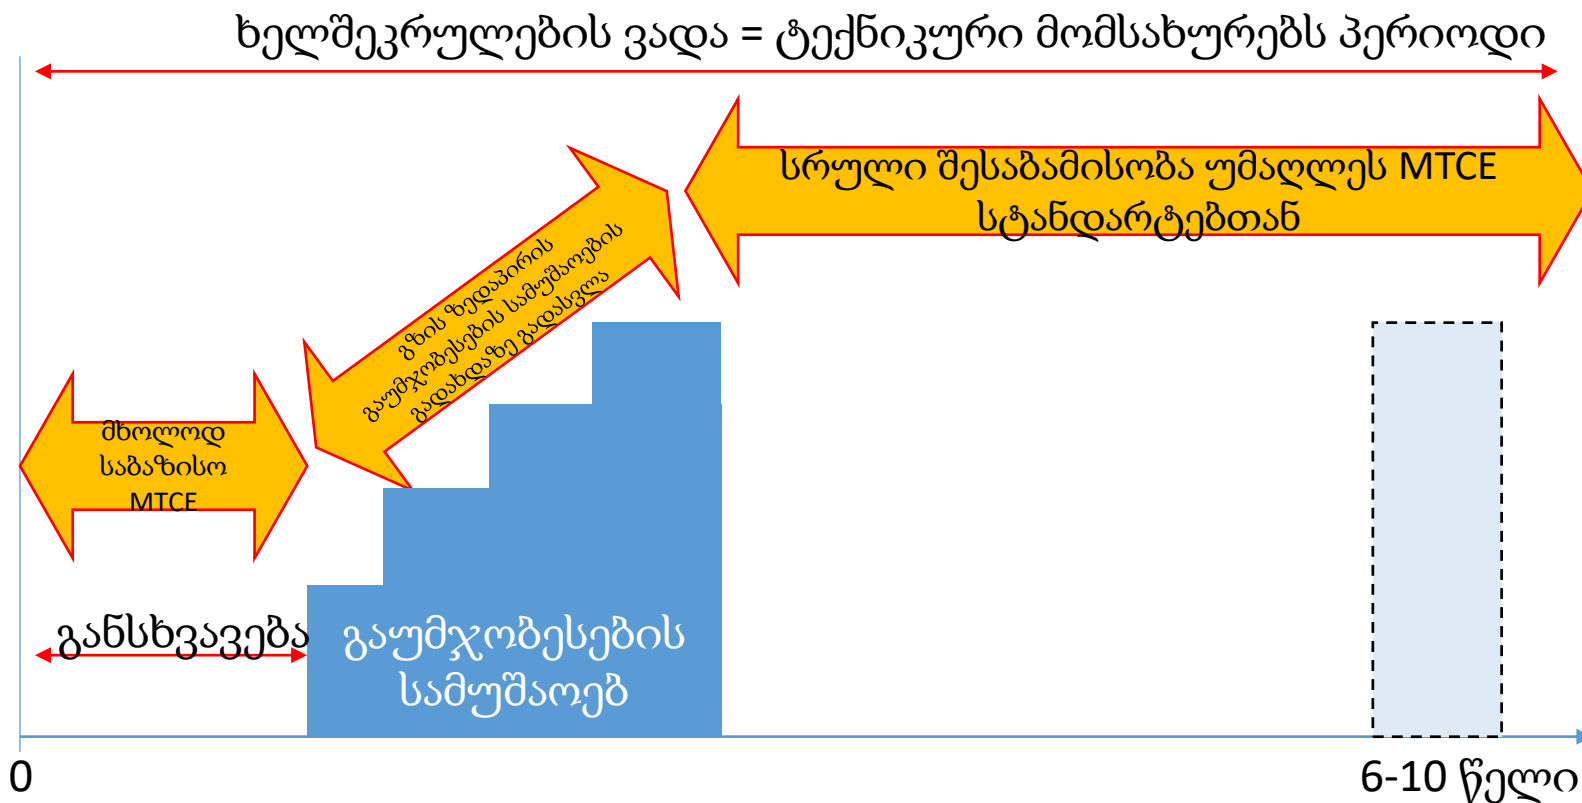 ხელშეკრულების ვადა = ტექნიკური მომსახურებს პერიოდი
სრული შესაბამისობა უმაღლეს MTCE
სტანდარტებთან
გზის ზედაპირის
გაუმჯობესების სამუშაოების
გადახდაზე გადასვლა
მხოლოდ
საბაზისო
MTCE
განსხვავება
გაუმჯობესების
სამუშაოებ
0
6-10 წელი